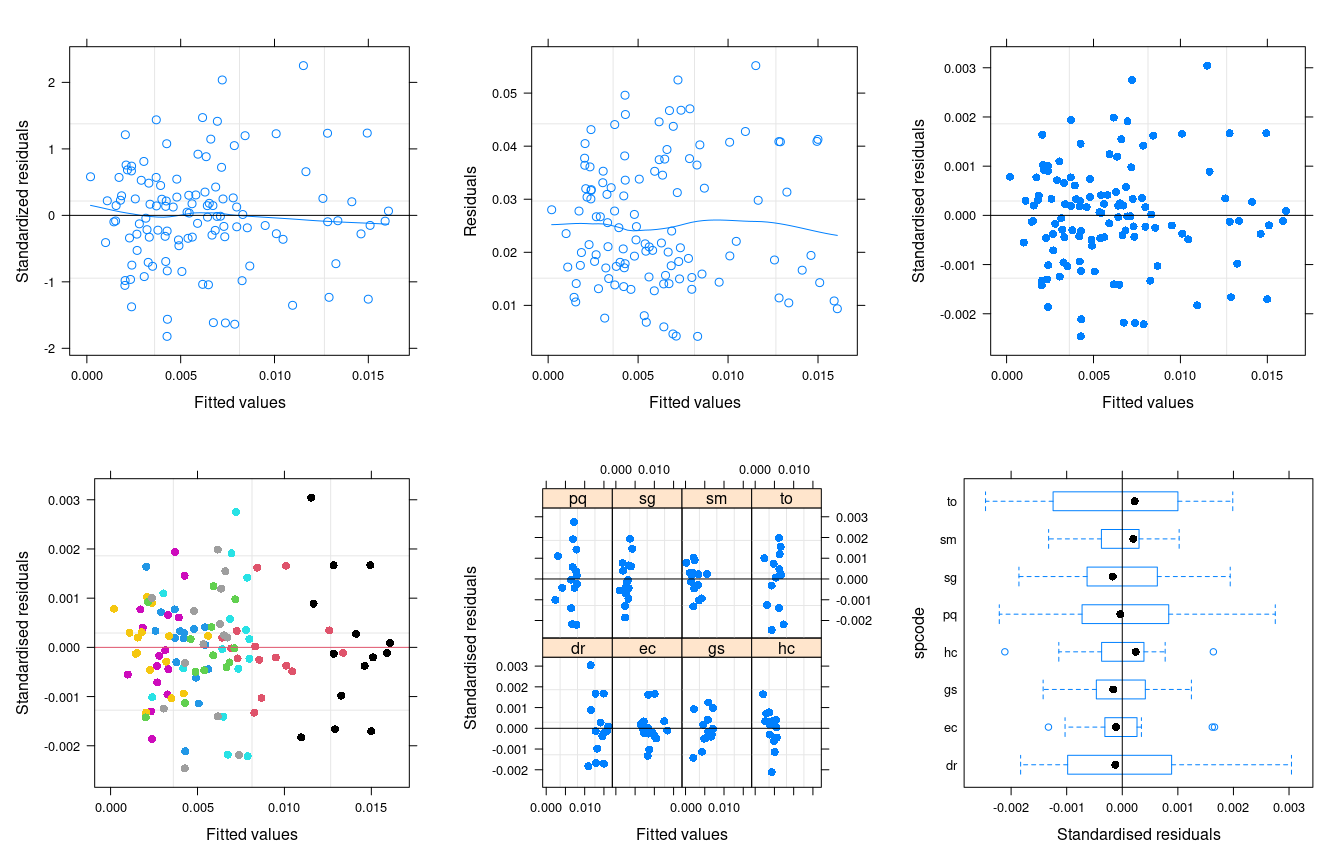 2
1
0
-1
-2
0.000 0.005 0.010 0.015
Fitted values
Standardized residuals
0.05
0.04
0.03
0.02
0.01
0.000 0.005 0.010 0.015
Fitted values
Residuals
0.003
0.002
0.001
0.000
-0.001
-0.002
0.000 0.005 0.010 0.015
Fitted values
Standardised residuals
0.003
0.002
0.001
0.000
-0.001
-0.002
0.000 0.005 0.010 0.015
Fitted values
Standardised residuals
0.000 0.010 0.000 0.010
pq sg sm to
0.003
0.002
0.001
0.000
-0.001
-0.002
dr ec gs hc
0.003
0.002
0.001
0.000
-0.001
-0.002
0.000 0.010 0.000 0.010
Fitted values
Standardised residuals
to
sm
sg
pq
hc
gs
ec
dr
-0.002 -0.001 0.000 0.001 0.002 0.003
Standardised residuals
spcode